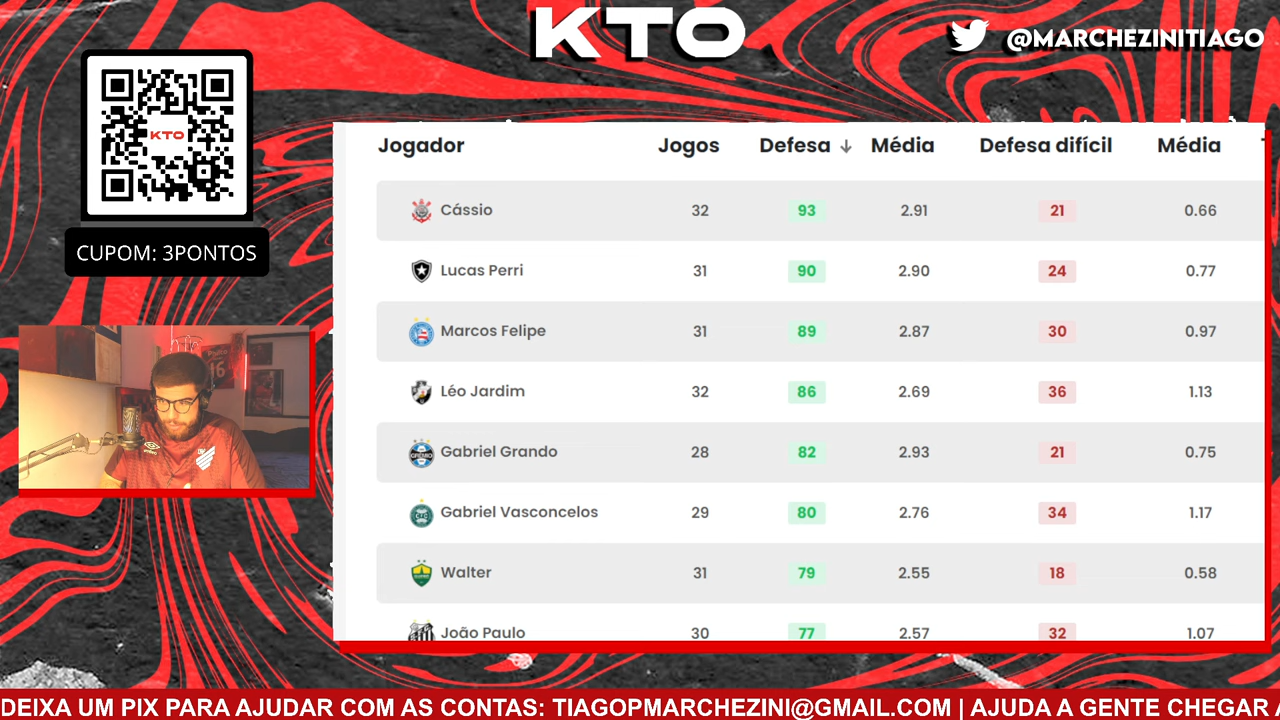 KTO
@MARCHEZINITIAGO
KTO
CUPOM: 3PONTOS
Jogador Jogos Defesa ↓ Média Defesa difícil Média
Cássio 32 93 2.91 21 0.66
Lucas Perri 31 90 2.90 24 0.77
Marcos Felipe 31 89 2.87 30 0.97
Léo Jardim 32 86 2.69 36 1.13
Gabriel Grando 28 82 2.93 21 0.75
Gabriel Vasconcelos 29 80 2.76 34 1.17
Walter 31 79 2.55 18 0.58
João Paulo 30 77 2.57 32 1.07
DEIXA UM PIX PARA AJUDAR COM AS CONTAS: TIAGOPMARCHEZINI@GMAIL.COM | AJUDA A GENTE CHEGAR